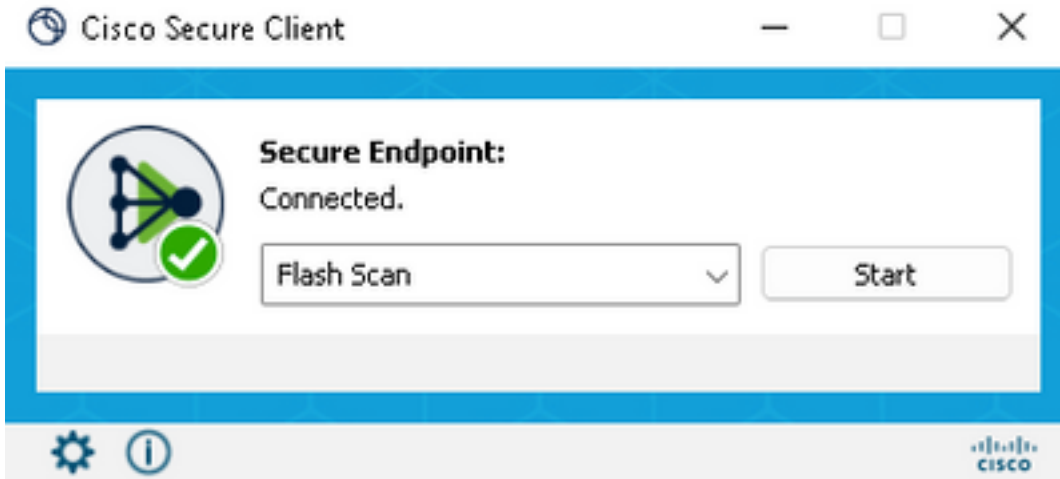 Cisco Secure Client
Secure Endpoint:
Connected.
Flash Scan
Start
CISCO